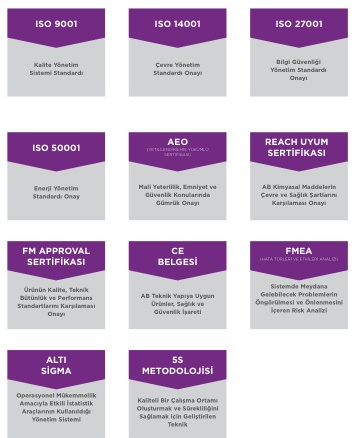 ISO 9001
Kalite Yönetim
Sistemi Standardı
ISO 14001
Çevre Yönetim
Standardı Onayı
ISO 27001
Bilgi Güvenliği
Yönetim Standardı
Onayı
ISO 50001
Enerji Yönetim
Standardı Onay
AEO
(YETKİLENDİRİLMİŞ YÜKÜMLÜ
SERTİFİKASI)
Mali Yeterlilik, Emniyet ve
Güvenlik Konularında
Gümrük Onayı
REACH UYUM
SERTİFİKASI
AB Kimyasal Maddelerin
Çevre ve Sağlık Şartlarını
Karşılaması Onayı
FM APPROVAL
SERTİFİKASI
Ürünün Kalite, Teknik
Bütünlük ve Performans
Standartlarını Karşılaması
Onayı
CE
BELGESİ
AB Teknik Yapıya Uygun
Ürünler, Sağlık ve
Güvenlik İşareti
FMEA
(HATA TÜRLERİ VE ETKİLERİ ANALİZİ)
Sistemde Meydana
Gelebilecek Problemlerin
Öngörülmesi ve Önlenmesini
İçeren Risk Analizi
ALTI
SİGMA
Operasyonel Mükemmellik
Amacıyla Etkili İstatistik
Araçlarının Kullanıldığı
Yönetim Sistemi
5S
METODOLOJİSİ
Kaliteli Bir Çalışma Ortamı
Oluşturmak ve Sürekliliğini
Sağlamak için Geliştirilen
Teknik